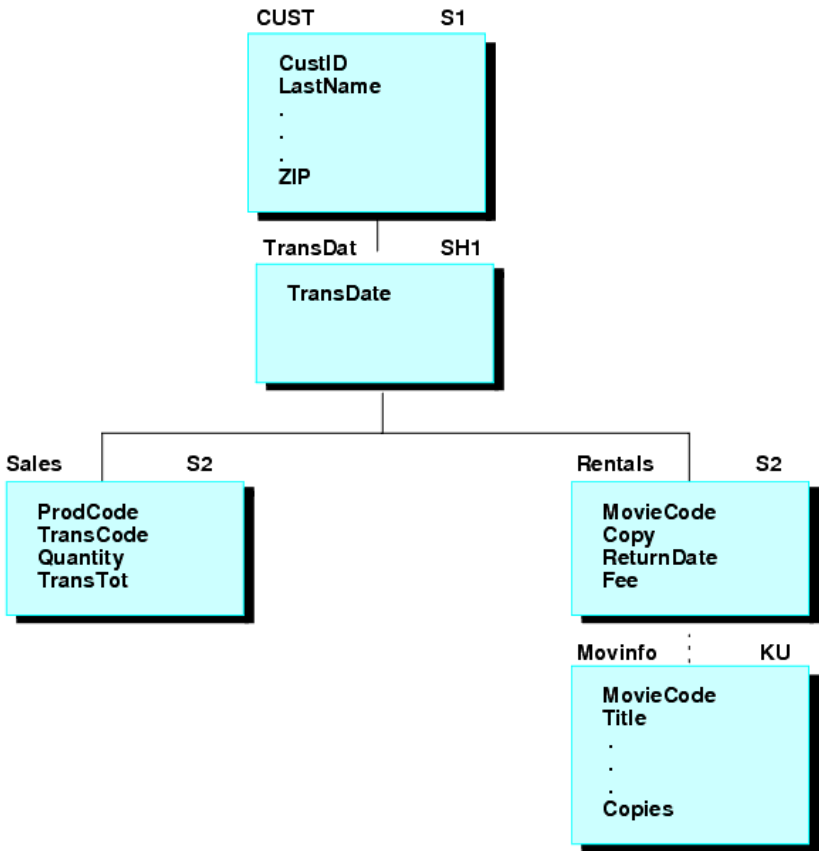 CUST S1
CustID
LastName
.
.
.
ZIP
TransDat SH1
TransDate
Sales S2
ProdCode
TransCode
Quantity
TransTot
Rentals S2
MovieCode
Copy
ReturnDate
Fee
Movinfo KU
MovieCode
Title
.
.
.
Copies